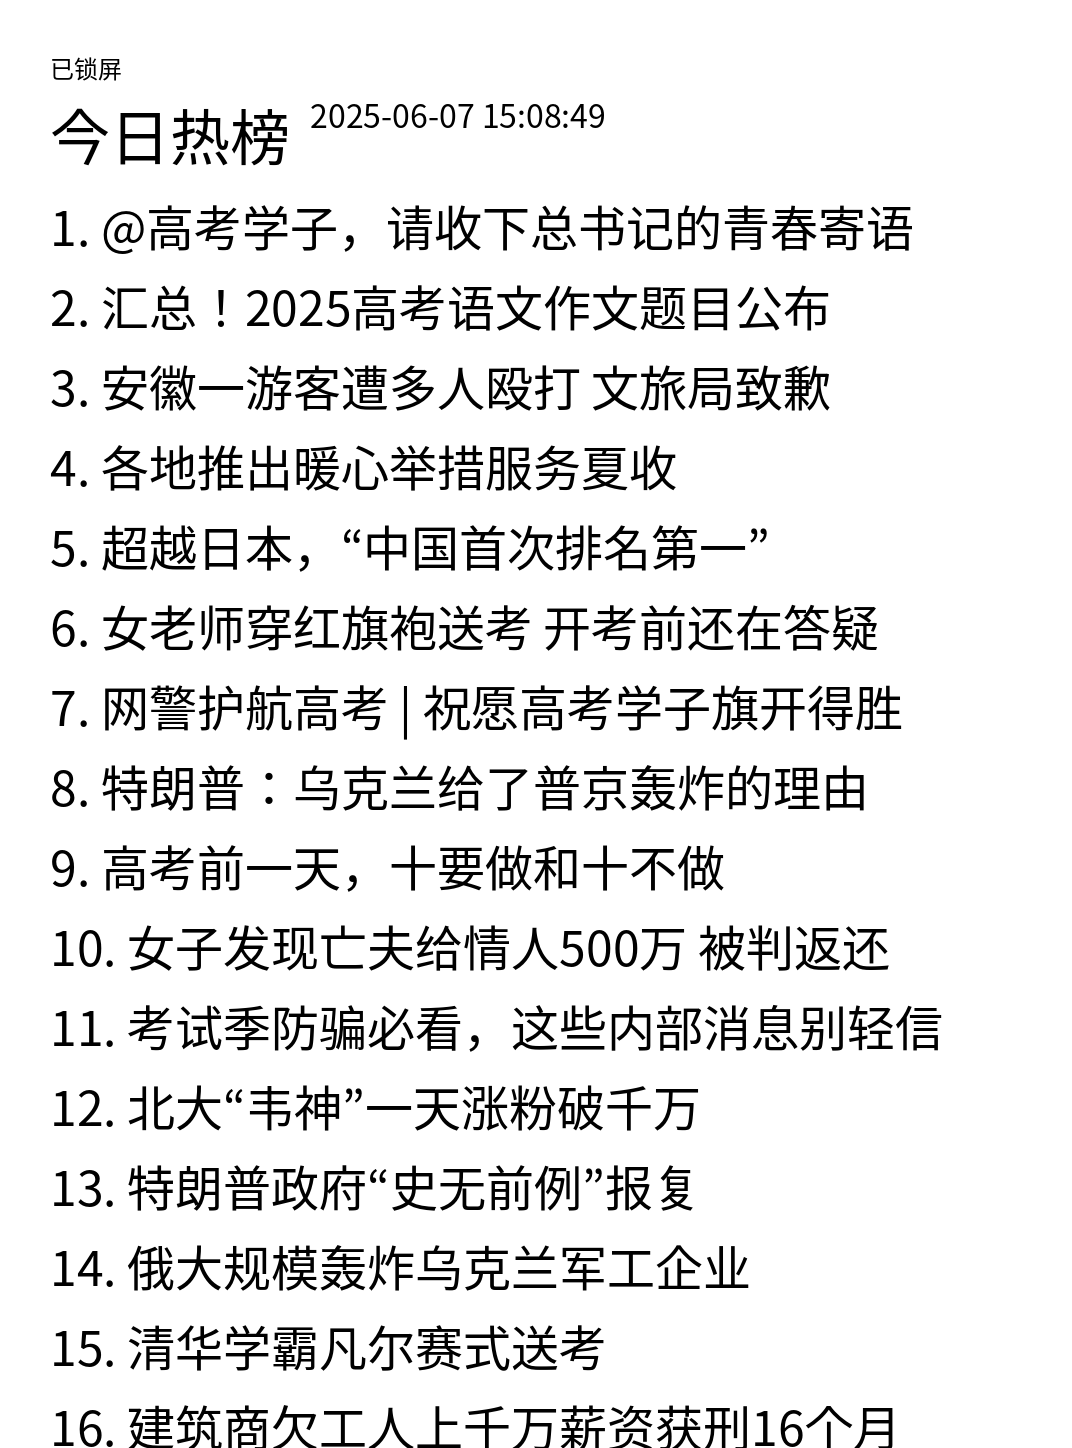 已锁屏
今日热榜 2025-06-07 15:08:49
1. @高考学子，请收下总书记的青春寄语
2. 汇总！2025高考语文作文题目公布
3. 安徽一游客遭多人殴打 文旅局致歉
4. 各地推出暖心举措服务夏收
5. 超越日本，“中国首次排名第一”
6. 女老师穿红旗袍送考 开考前还在答疑
7. 网警护航高考 | 祝愿高考学子旗开得胜
8. 特朗普：乌克兰给了普京轰炸的理由
9. 高考前一天，十要做和十不做
10. 女子发现亡夫给情人500万 被判返还
11. 考试季防骗必看，这些内部消息别轻信
12. 北大“韦神”一天涨粉破千万
13. 特朗普政府“史无前例”报复
14. 俄大规模轰炸乌克兰军工企业
15. 清华学霸凡尔赛式送考
16. 建筑商欠工人上千万薪资获刑16个月